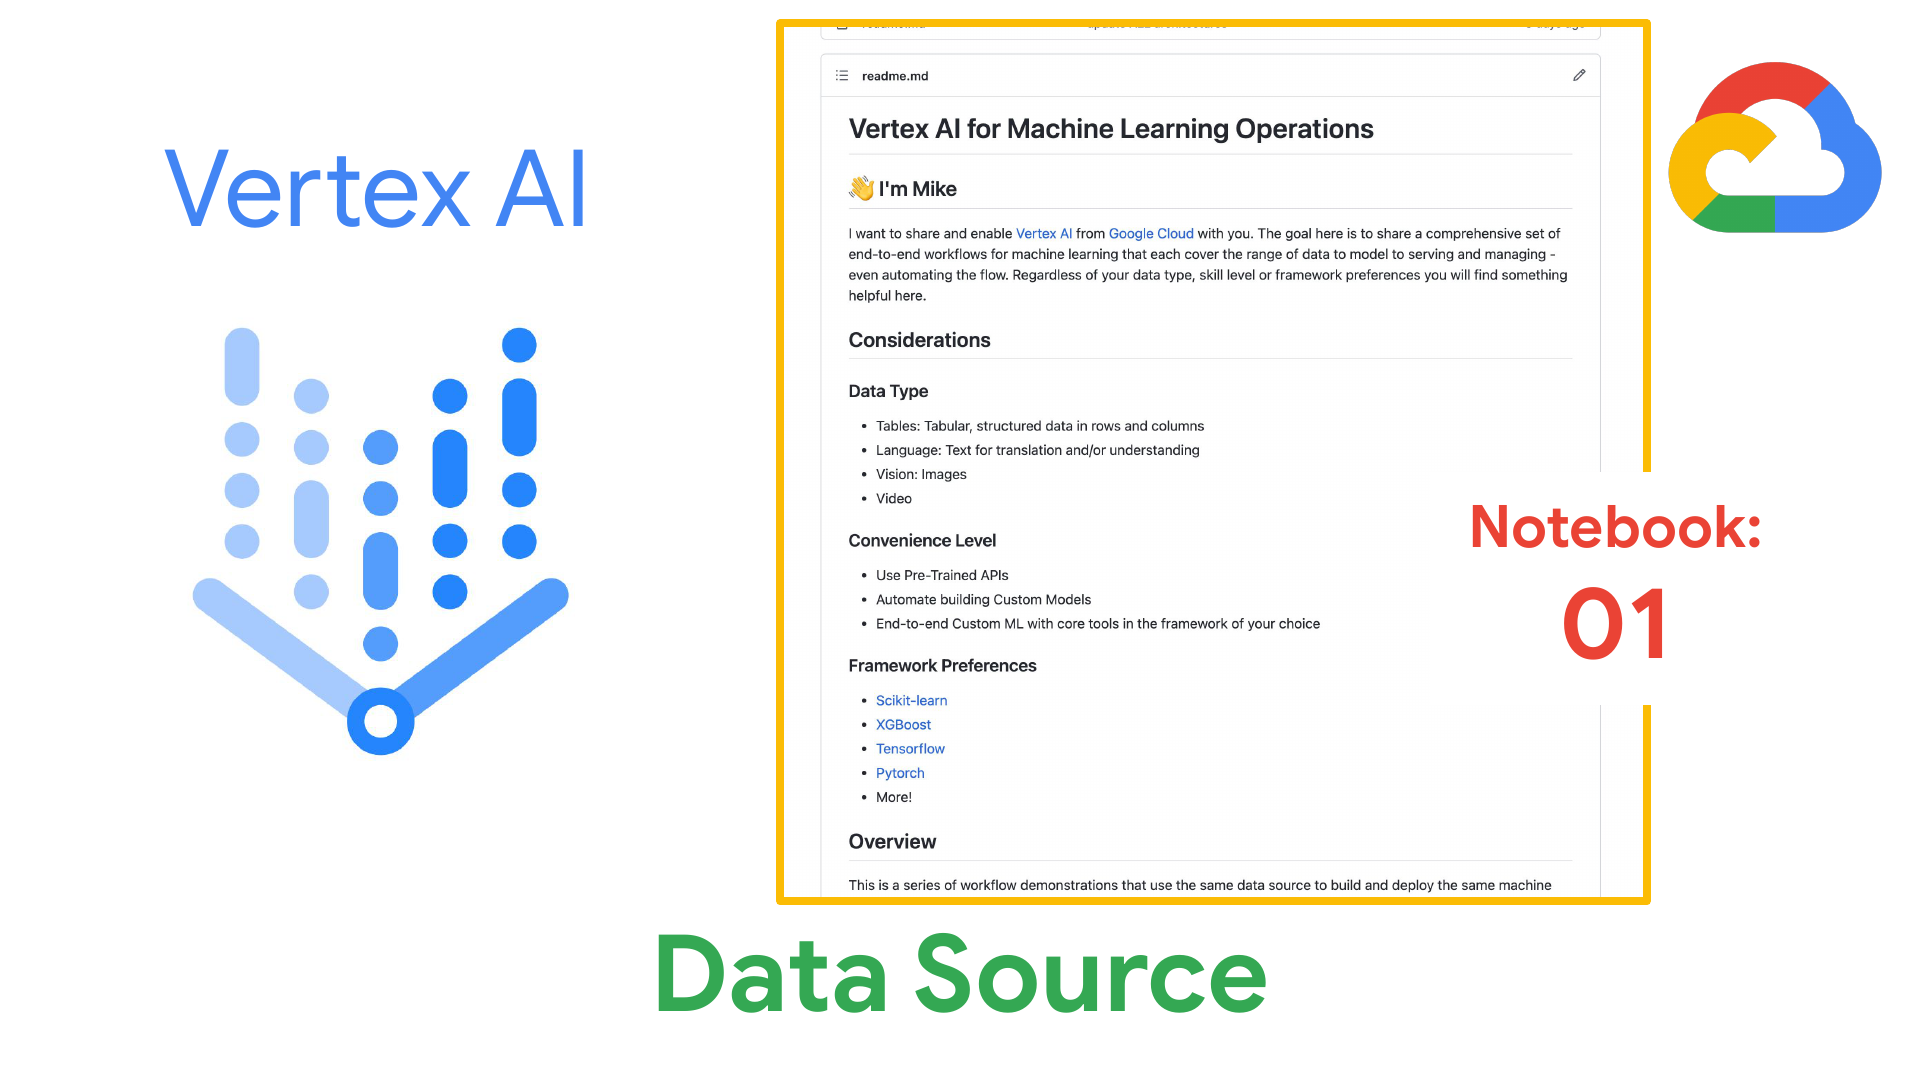 Vertex AI
readme.md
Vertex AI for Machine Learning Operations
👋 I'm Mike
I want to share and enable Vertex AI from Google Cloud with you. The goal here is to share a comprehensive set of
end-to-end workflows for machine learning that each cover the range of data to model to serving and managing -
even automating the flow. Regardless of your data type, skill level or framework preferences you will find something
helpful here.
Considerations
Data Type
• Tables: Tabular, structured data in rows and columns
• Language: Text for translation and/or understanding
• Vision: Images
• Video
Convenience Level
• Use Pre-Trained APIs
• Automate building Custom Models
• End-to-end Custom ML with core tools in the framework of your choice
Framework Preferences
• Scikit-learn
• XGBoost
• Tensorflow
• Pytorch
• More!
Overview
This is a series of workflow demonstrations that use the same data source to build and deploy the same machine
Notebook:
01
Data Source